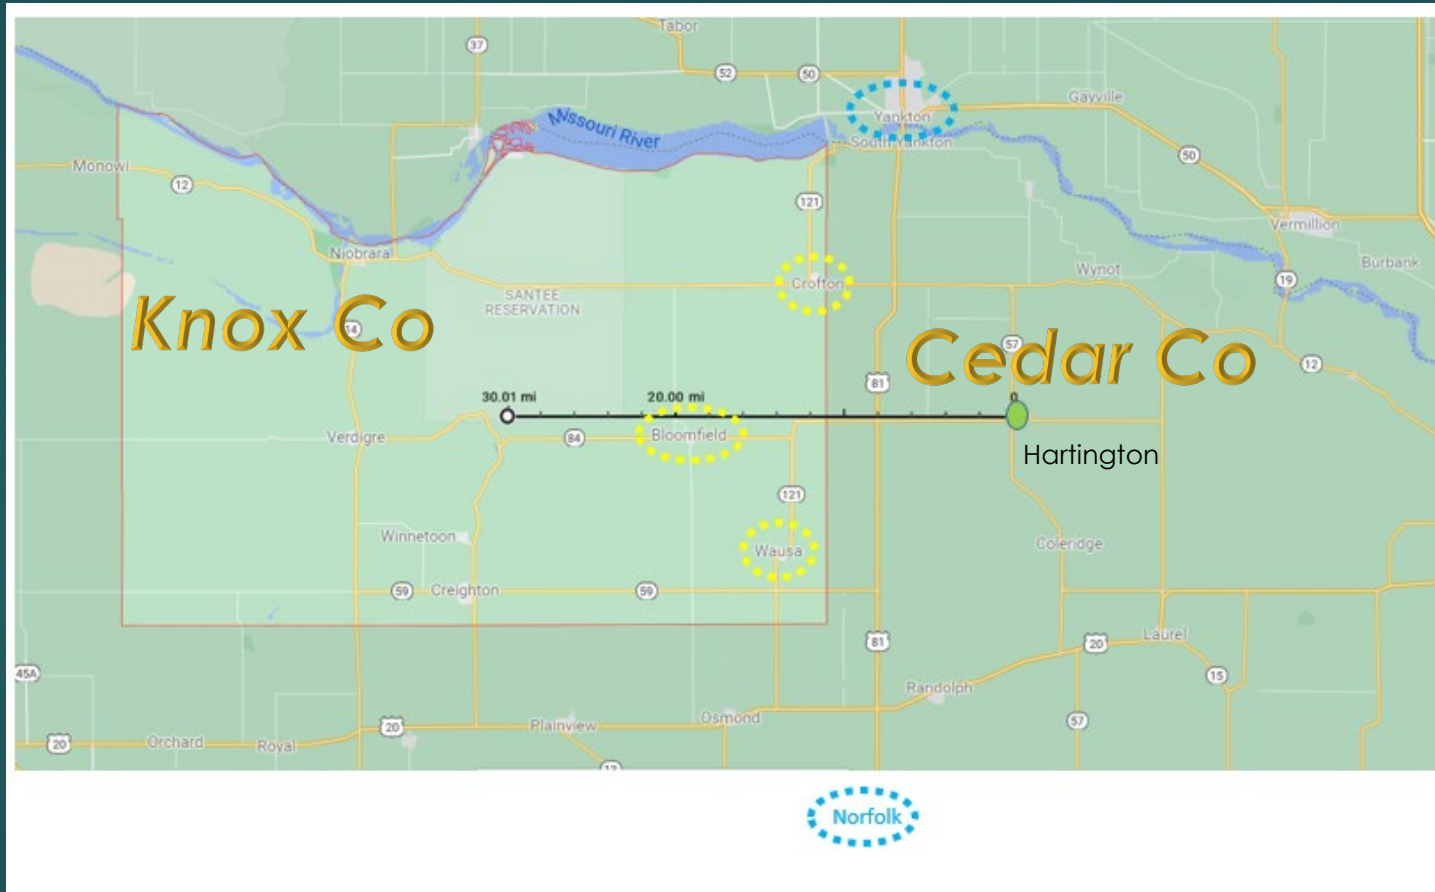 Tabor
37
52
50
Gayville
Yankton
Missouri River
South Yankton
50
Monowi
12
121
Vermillion
Niobrara
Burbank
Wynot
19
Crofton
SANTEE
RESERVATION
Knox Co
14
57
Cedar Co
12
81
30.01 mi
20.00 mi
0
Verdigre
84
Bloomfield
Hartington
121
Winnetoon
Wausa
Coleridge
59
Creighton
59
81
20
Laurel
45A
15
Randolph
20
Plainview
Osmond
57
20
Orchard
Royal
Norfolk